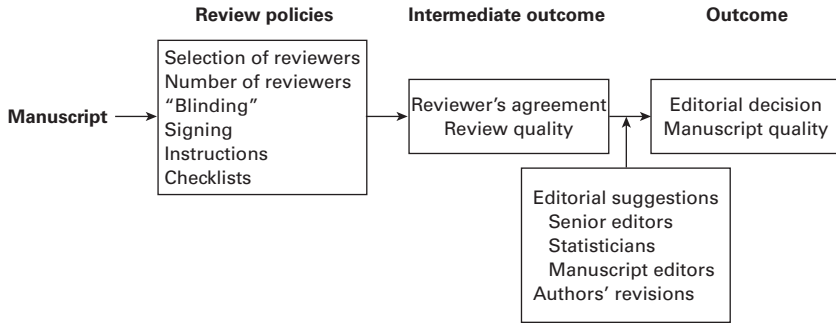 Review policies
Intermediate outcome
Outcome
Manuscript
Selection of reviewers
Number of reviewers
“Blinding”
Signing
Instructions
Checklists
Reviewer’s agreement
Review quality
Editorial decision
Manuscript quality
Editorial suggestions
Senior editors
Statisticians
Manuscript editors
Authors’ revisions